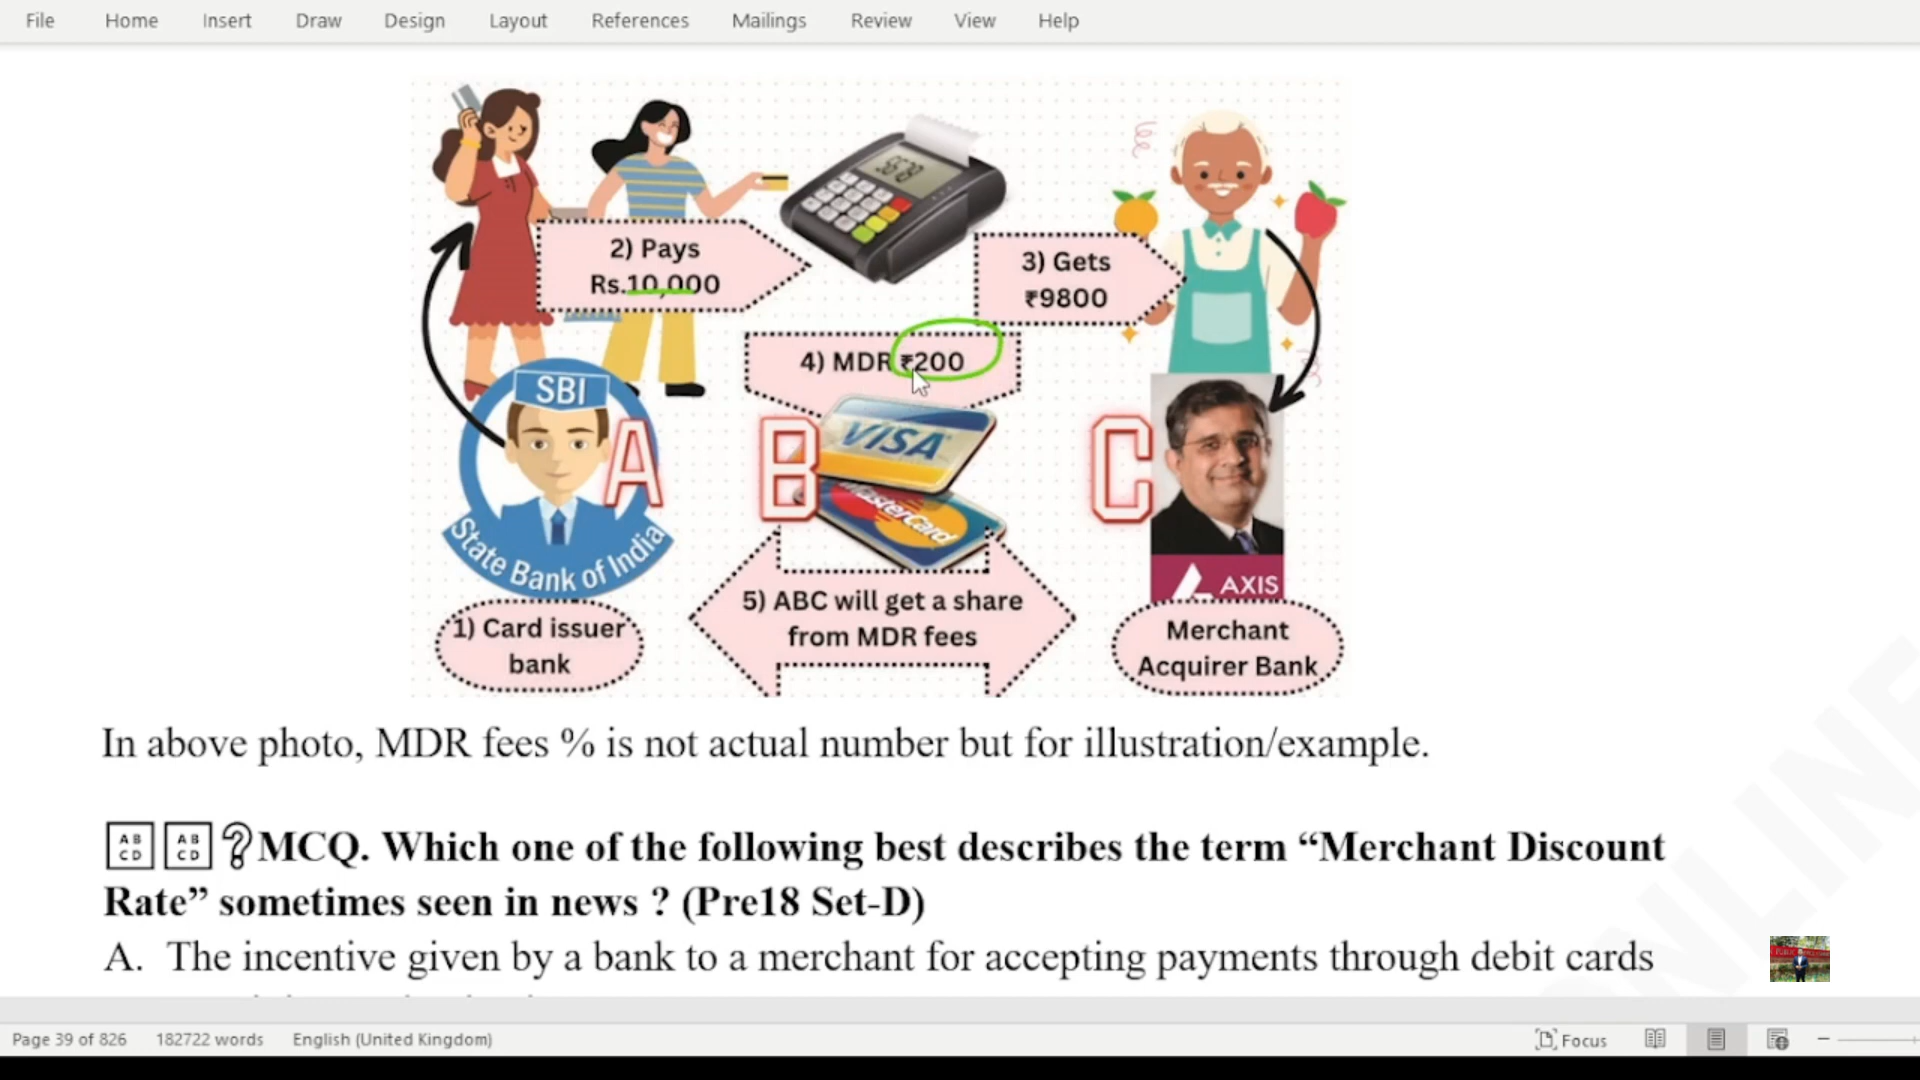 File Home Insert Draw Design Layout References Mailings Review View Help
2) Pays
Rs.10,000
3) Gets
₹9800
4) MDR ₹200
SBI
A
B
VISA
MasterCard
C
State Bank of India
AXIS
1) Card issuer
bank
5) ABC will get a share
from MDR fees
Merchant
Acquirer Bank
In above photo, MDR fees % is not actual number but for illustration/example.
MCQ. Which one of the following best describes the term “Merchant Discount
Rate” sometimes seen in news ? (Pre18 Set-D)
A. The incentive given by a bank to a merchant for accepting payments through debit cards
ONLINE
Page 39 of 826 182722 words English (United Kingdom) Focus